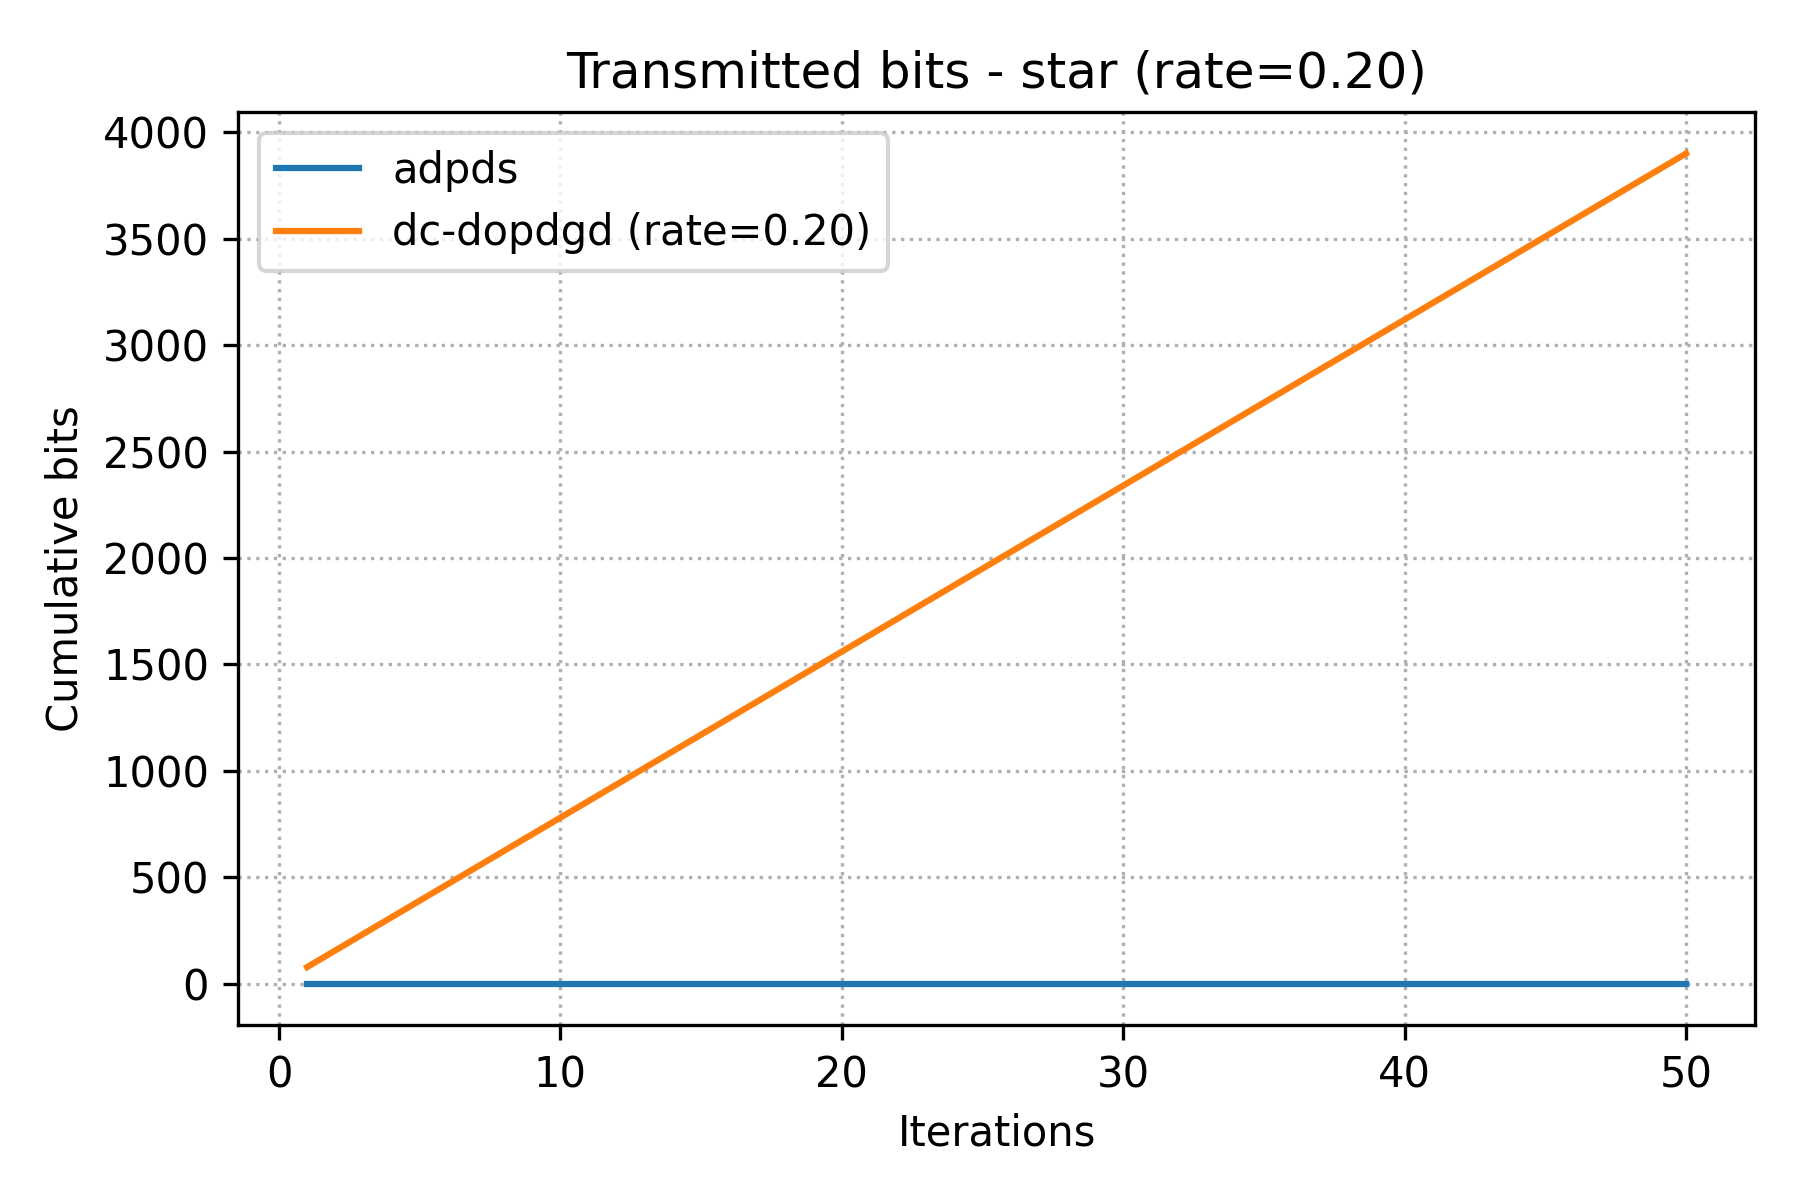 Transmitted bits - star (rate=0.20)
adpds
dc-dopdgd (rate=0.20)
Cumulative bits
4000
3500
3000
2500
2000
1500
1000
500
0
0 10 20 30 40 50
Iterations